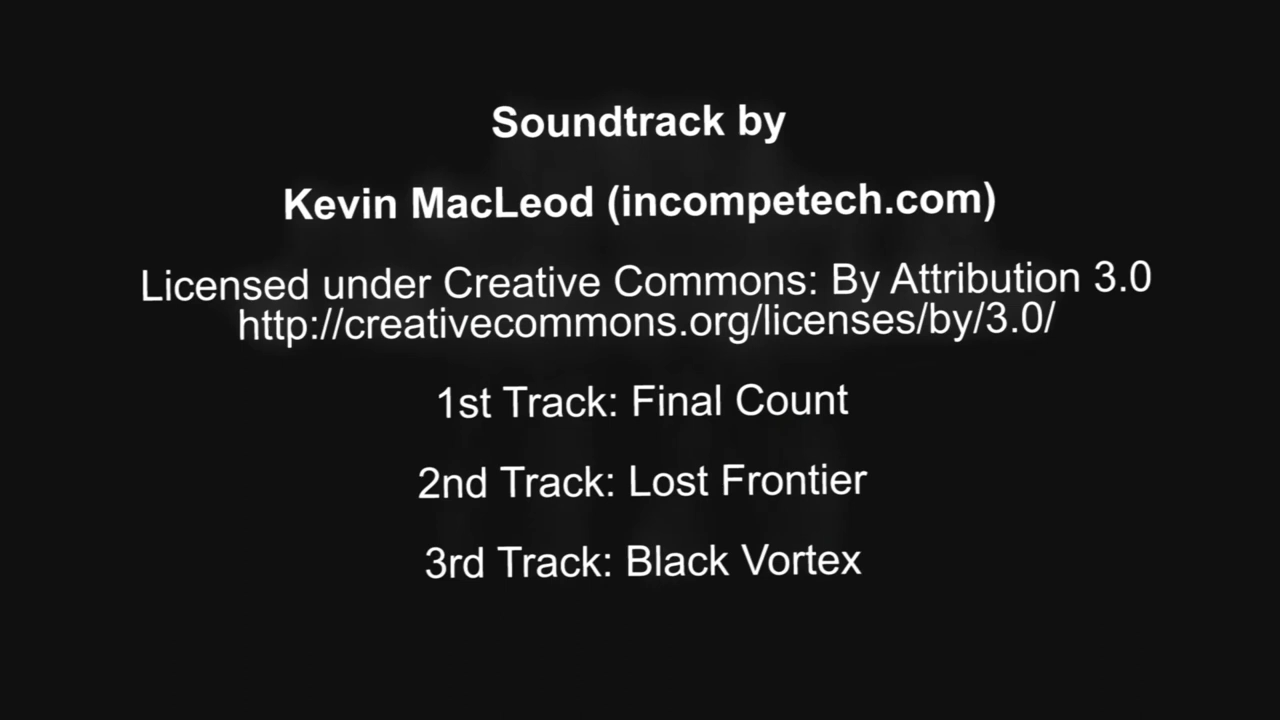 Soundtrack by
Kevin MacLeod (incompetech.com)
Licensed under Creative Commons: By Attribution 3.0
http://creativecommons.org/licenses/by/3.0/
1st Track: Final Count
2nd Track: Lost Frontier
3rd Track: Black Vortex